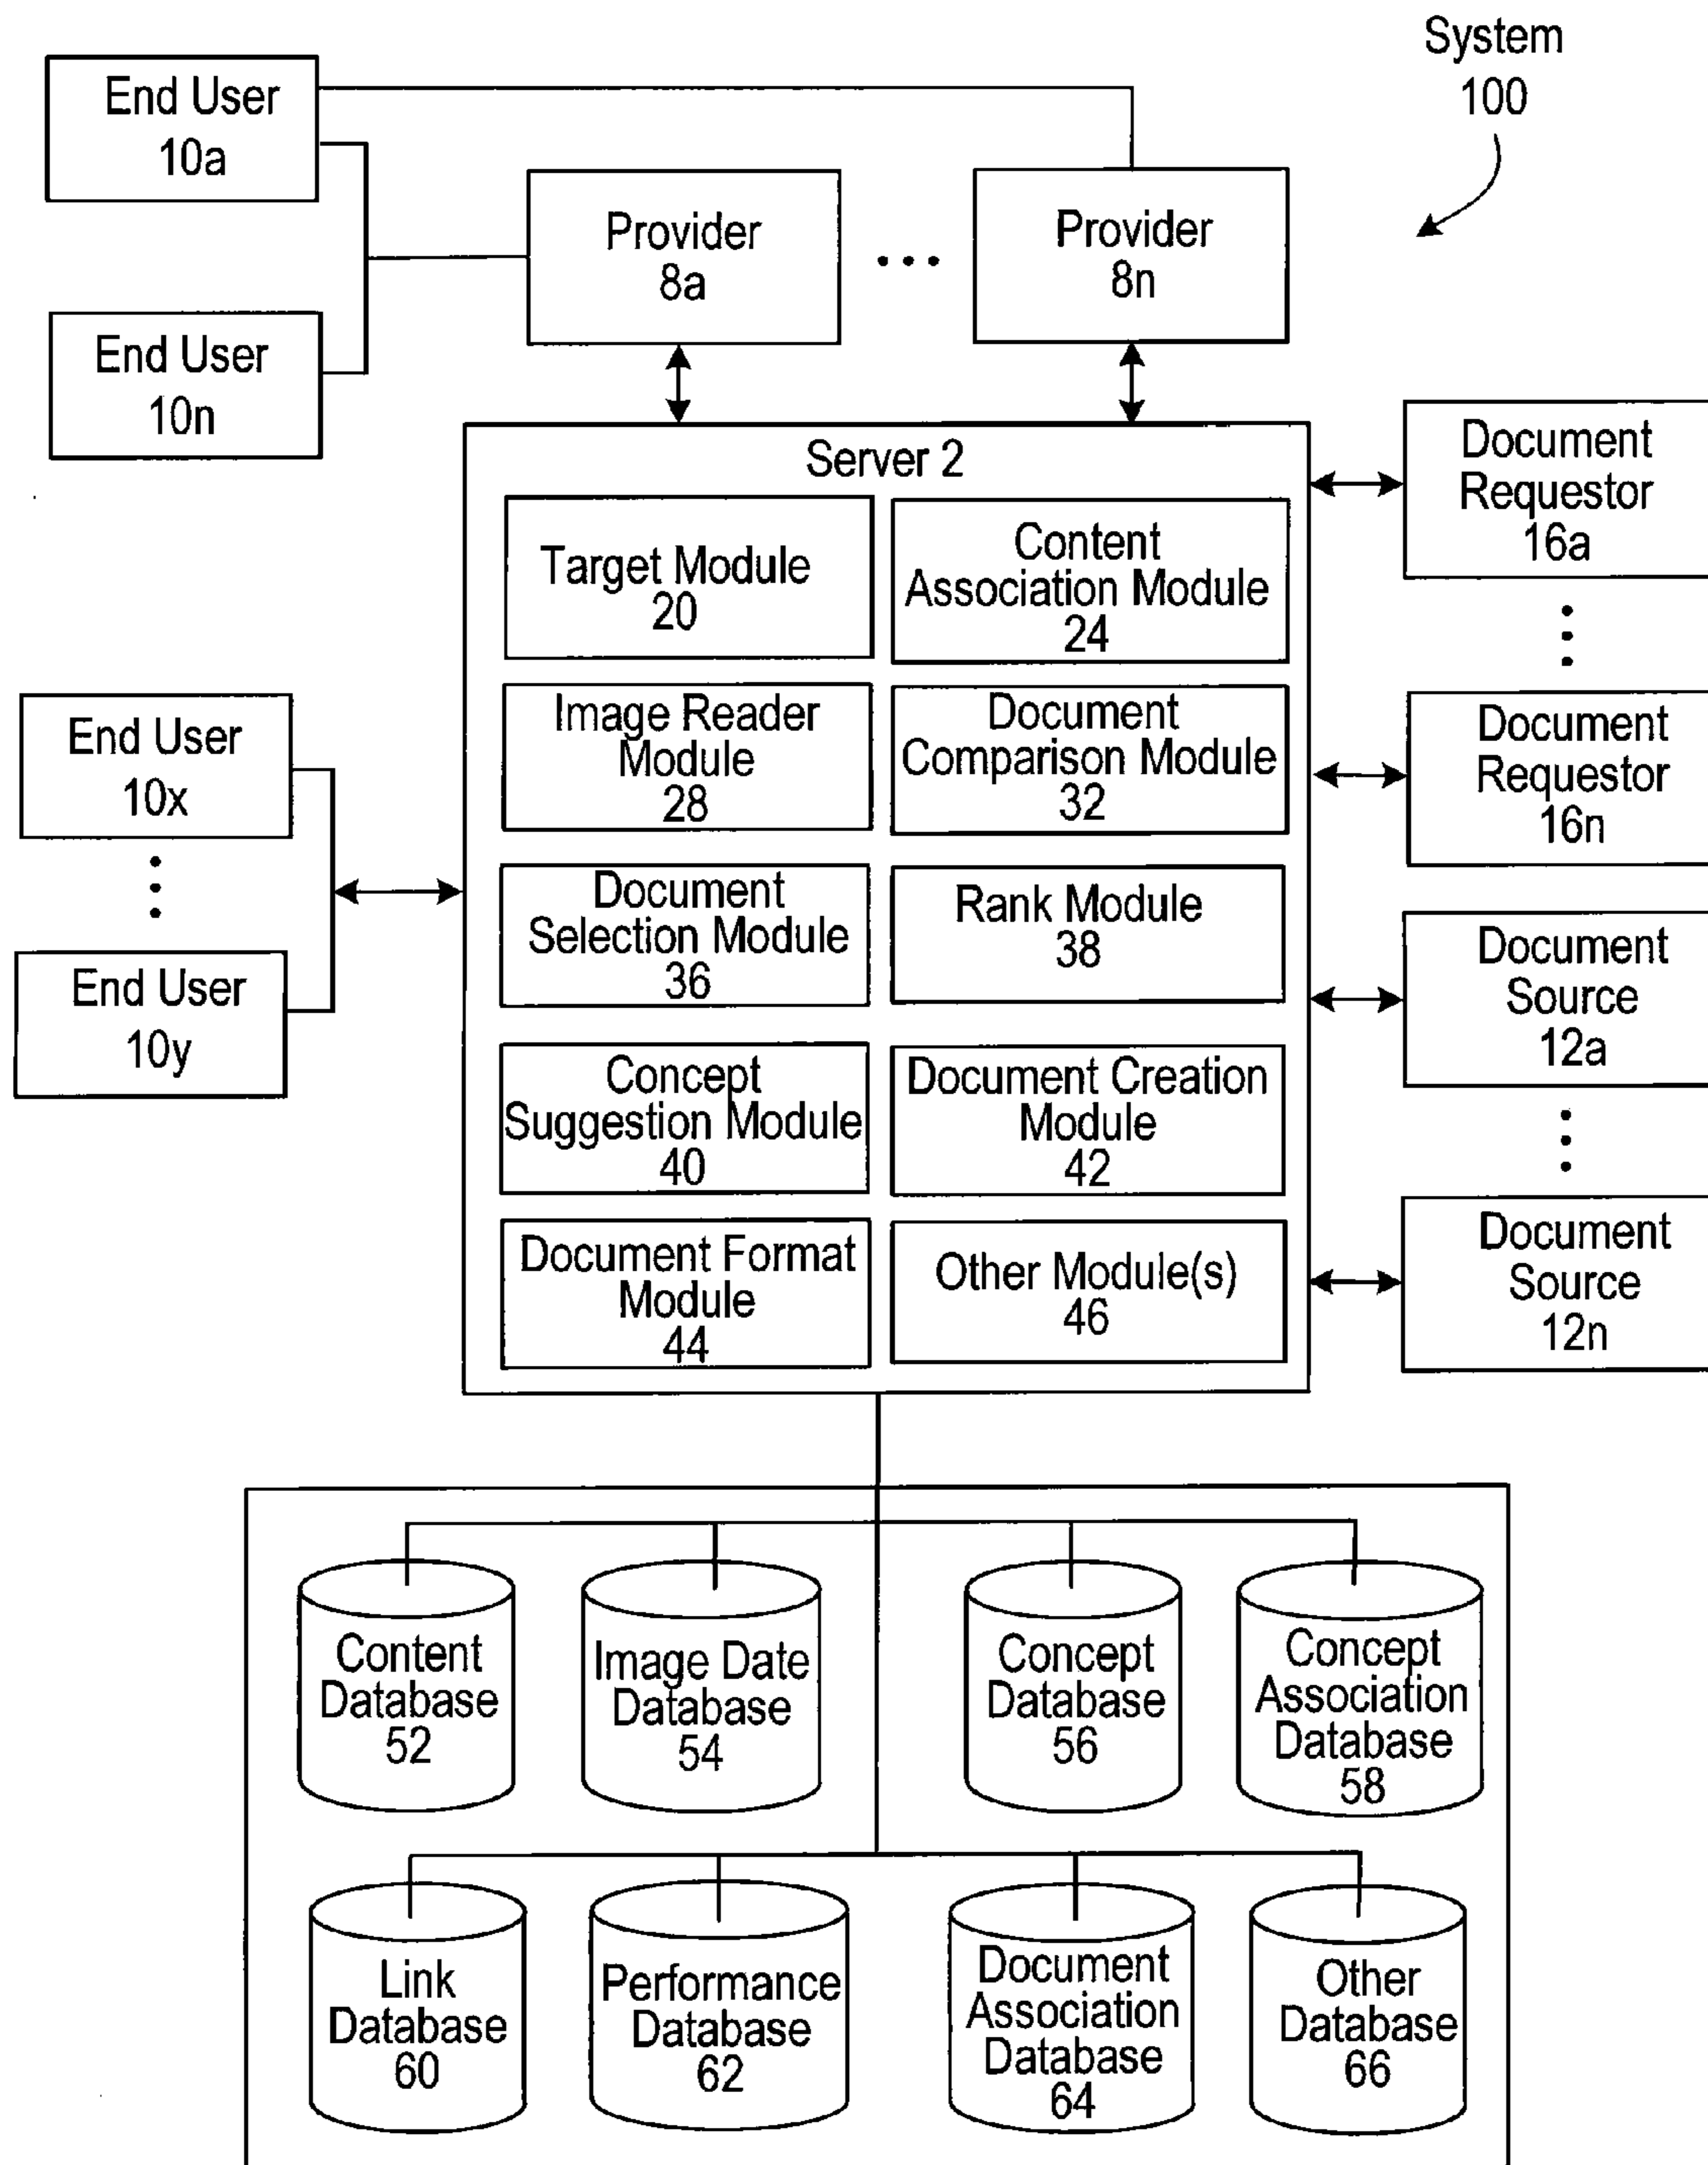 System
100
End User
10a
Provider
8a
...
Provider
8n
End User
10n
Server 2
Target Module
20
Content
Association Module
24
Image Reader
Module
28
Document
Comparison Module
32
Document
Selection Module
36
Rank Module
38
Concept
Suggestion Module
40
Document Creation
Module
42
Document Format
Module
44
Other Module(s)
46
End User
10x
End User
10y
Document
Requestor
16a
Document
Requestor
16n
Document
Source
12a
Document
Source
12n
Content
Database
52
Image Date
Database
54
Concept
Database
56
Concept
Association
Database
58
Link
Database
60
Performance
Database
62
Document
Association
Database
64
Other
Database
66